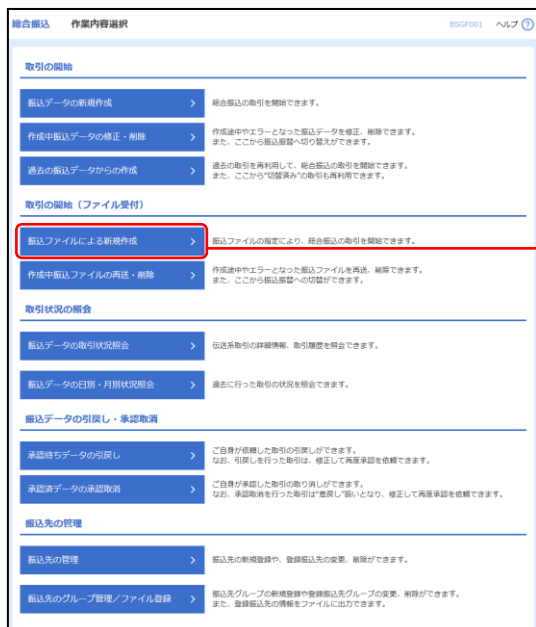 総合振込 作業内容選択 BSGF001 ヘルプ ?
取引の開始
振込データの新規作成 > 総合振込の取引を開始できます。
作成中振込データの修正・削除 > 作成途中やエラーとなった振込データを修正、削除できます。
また、ここから振込振替へ切り替えができます。
過去の振込データからの作成 > 過去の取引を再利用して、総合振込の取引を開始できます。
また、ここから"切替済み"の取引も再利用できます。
取引の開始（ファイル受付）
振込ファイルによる新規作成 > 振込ファイルの指定により、総合振込の取引を開始できます。
作成中振込ファイルの再送・削除 > 作成途中やエラーとなった振込ファイルを再送、削除できます。
また、ここから振込振替への切替ができます。
取引状況の照会
振込データの取引状況照会 > 伝送系取引の詳細情報、取引履歴を照会できます。
振込データの日別・月別状況照会 > 過去に行った取引の状況を照会できます。
振込データの引戻し・承認取消
承認待ちデータの引戻し > ご自身が依頼した取引の引戻しができます。
なお、引戻しを行った取引は、修正して再度承認を依頼できます。
承認済データの承認取消 > ご自身が承認した取引の取り消しができます。
なお、承認取消を行った取引は"差戻し"扱いとなり、修正して再度承認を依頼できます。
振込先の管理
振込先の管理 > 振込先の新規登録や、登録振込先の変更、削除ができます。
振込先のグループ管理／ファイル登録 > 振込先グループの新規登録や登録振込先グループの変更、削除ができます。
また、登録振込先の情報をファイルに出力できます。